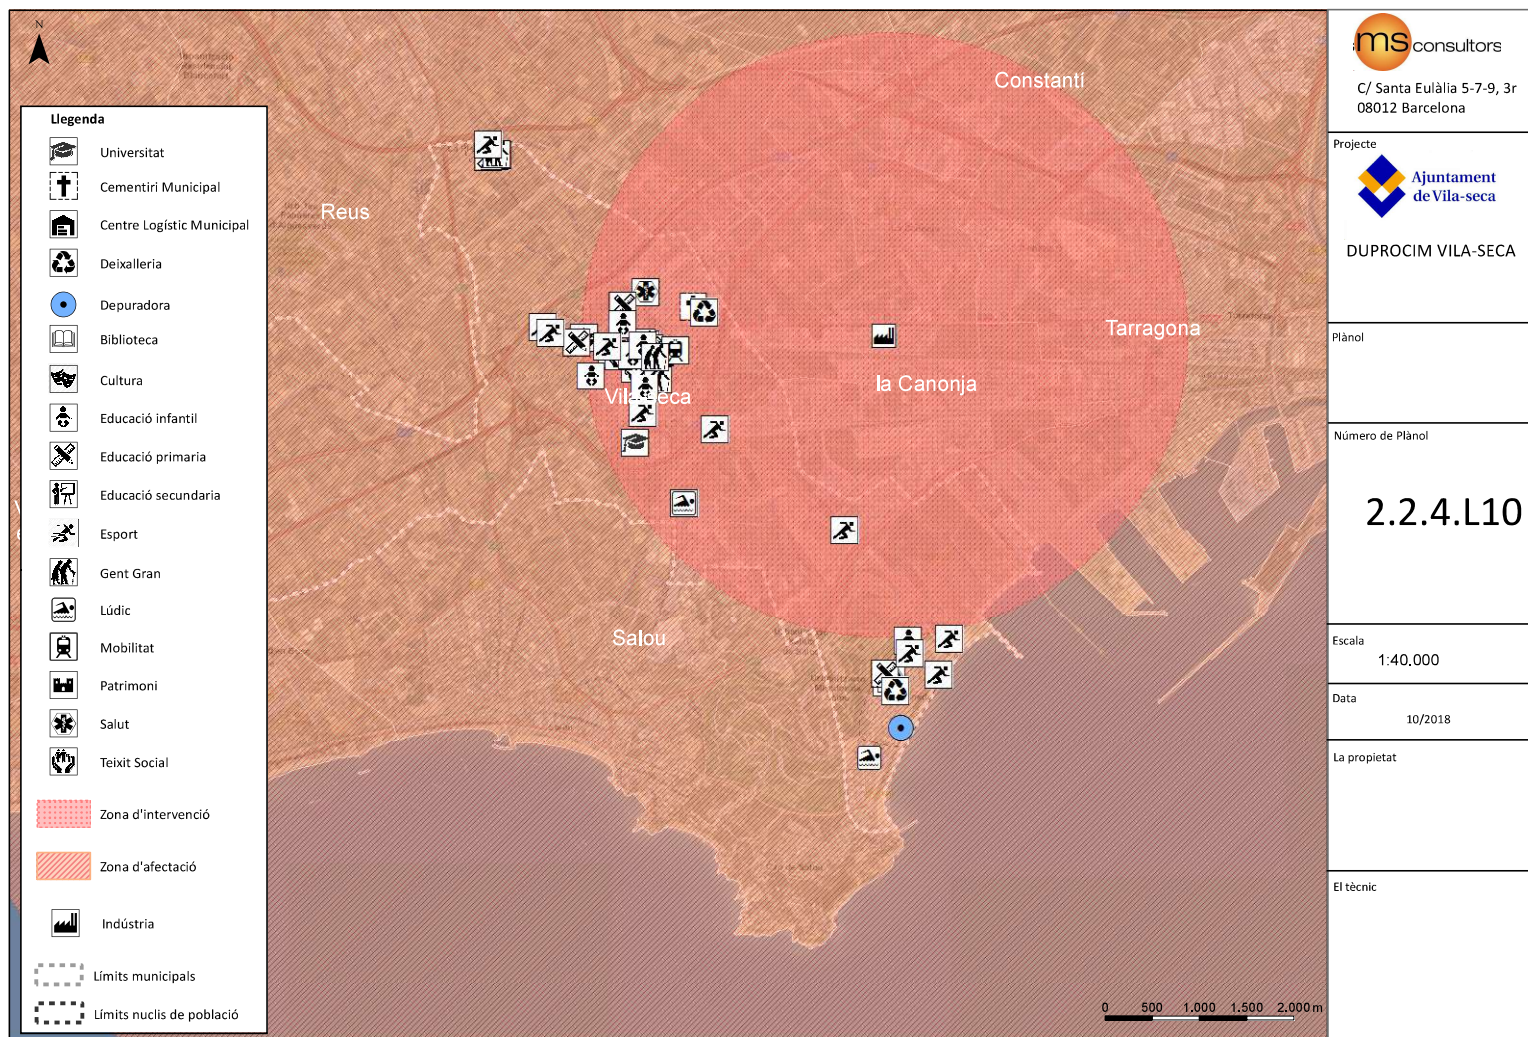 N
Constantí
Reus
Tarragona
la Canonja
Vila-seca
Salou
Llegenda
Universitat
Cementiri Municipal
Centre Logístic Municipal
Deixalleria
Depuradora
Biblioteca
Cultura
Educació infantil
Educació primaria
Educació secundaria
Esport
Gent Gran
Lúdic
Mobilitat
Patrimoni
Salut
Teixit Social
Zona d'intervenció
Zona d'afectació
Indústria
Límits municipals
Límits nuclis de població
0 500 1.000 1.500 2.000 m
ms consultors
C/ Santa Eulàlia 5-7-9, 3r
08012 Barcelona
Projecte
Ajuntament
de Vila-seca
DUPROCIM VILA-SECA
Plànol
Número de Plànol
2.2.4.L10
Escala
1:40.000
Data
10/2018
La propietat
El tècnic